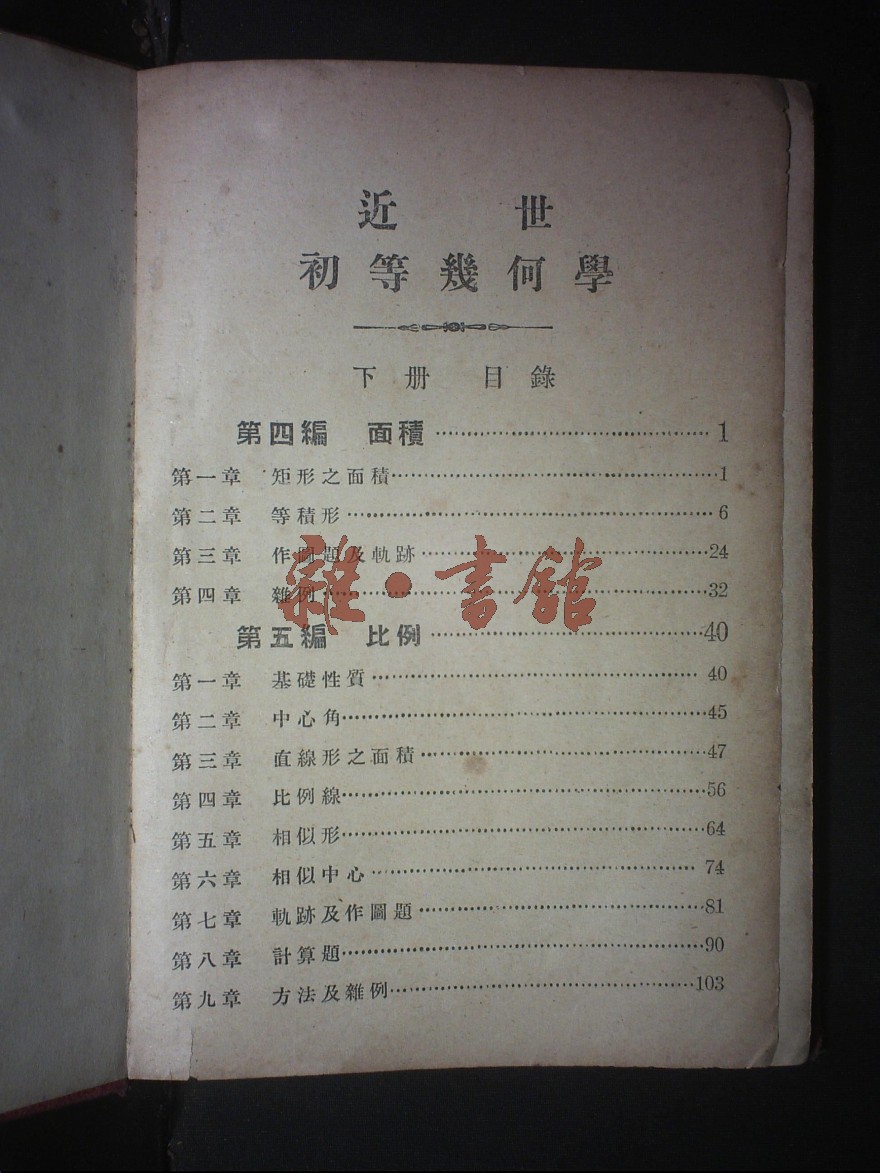 近世
初等幾何學
下册 目錄
第四編 面積……1
第一章 矩形之面積……1
第二章 等積形……6
第三章 作圖題及軌跡……24
第四章 雜例……32
雜·書館
第五編 比例……40
第一章 基礎性質……40
第二章 中心角……45
第三章 直線形之面積……47
第四章 比例線……56
第五章 相似形……64
第六章 相似中心……74
第七章 軌跡及作圖題……81
第八章 計算題……90
第九章 方法及雜例……103